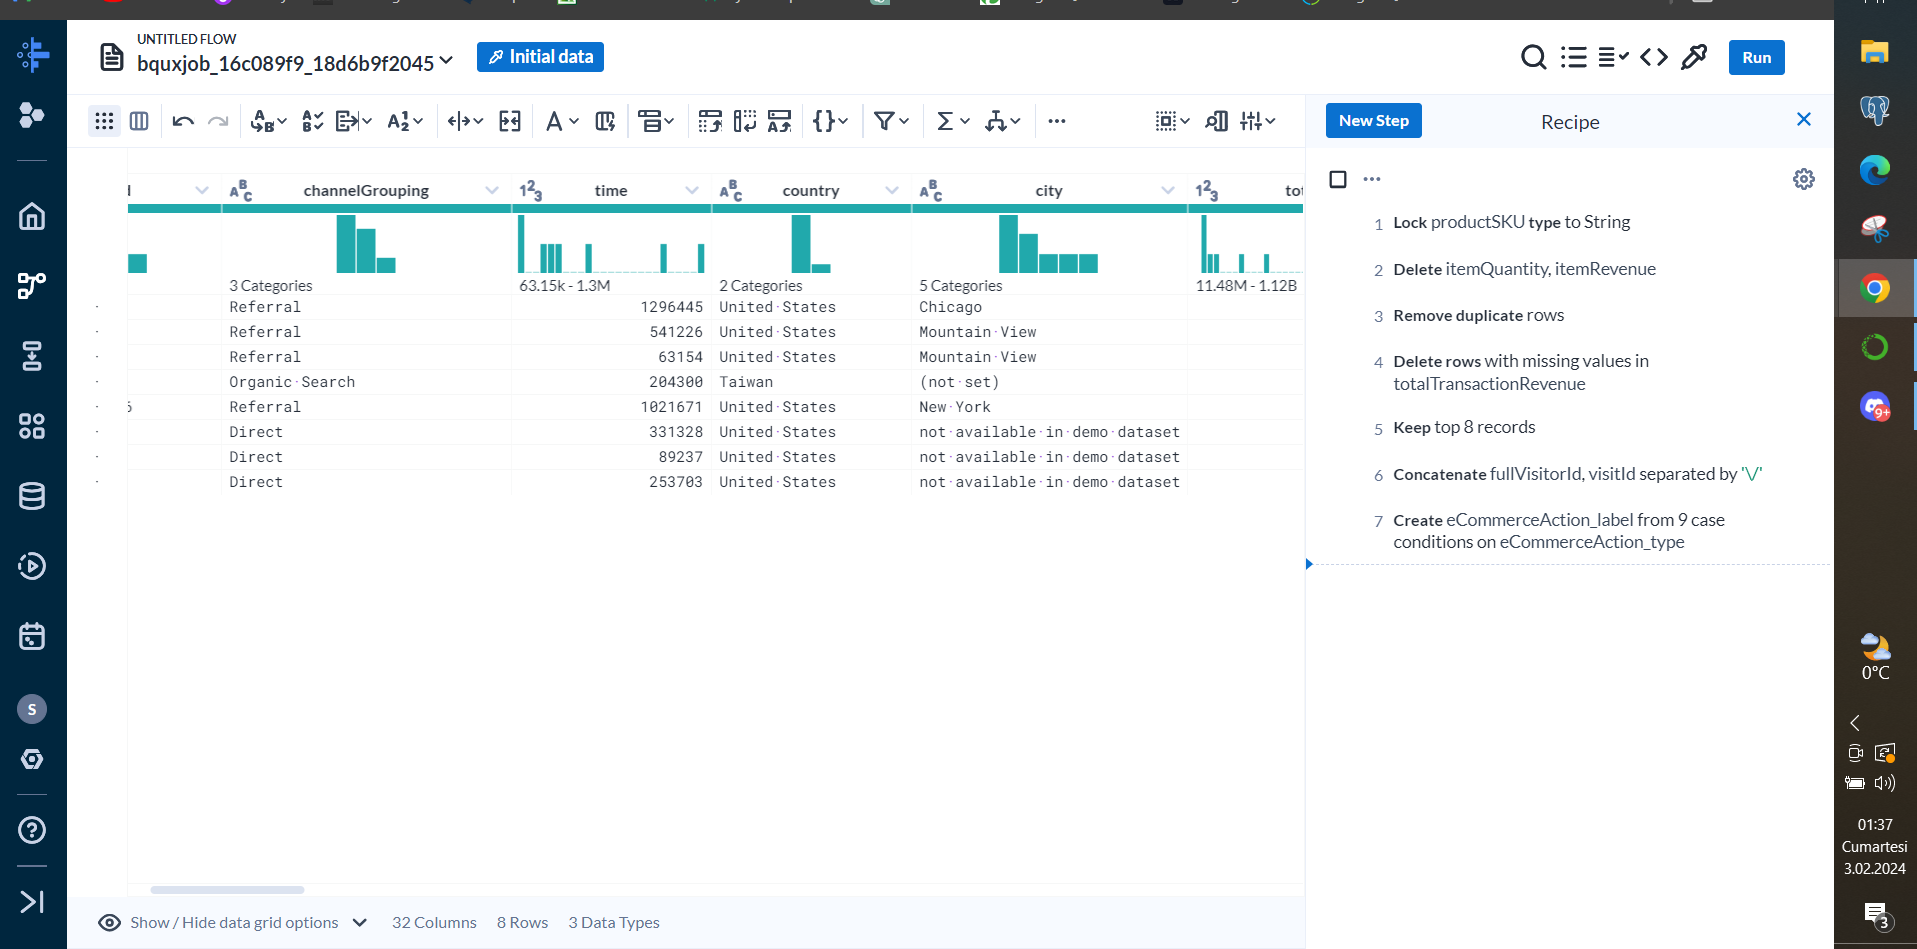 UNTITLED FLOW
bquxjob_16c089f9_18d6b9f2045
Initial data
Run
New Step
Recipe
channelGrouping
time
country
city
3 Categories
63.15k - 1.3M
2 Categories
5 Categories
11.48M - 1.12B
Referral 1296445 United·States Chicago
Referral 541226 United·States Mountain·View
Referral 63154 United·States Mountain·View
Organic·Search 204300 Taiwan (not·set)
Referral 1021671 United·States New·York
Direct 331328 United·States not·available·in·demo·dataset
Direct 89237 United·States not·available·in·demo·dataset
Direct 253703 United·States not·available·in·demo·dataset
1 Lock productSKU type to String
2 Delete itemQuantity, itemRevenue
3 Remove duplicate rows
4 Delete rows with missing values in
totalTransactionRevenue
5 Keep top 8 records
6 Concatenate fullVisitorId, visitId separated by '\/'
7 Create eCommerceAction_label from 9 case
conditions on eCommerceAction_type
Show / Hide data grid options
32 Columns 8 Rows 3 Data Types
S
9+
0°C
01:37
Cumartesi
3.02.2024
3